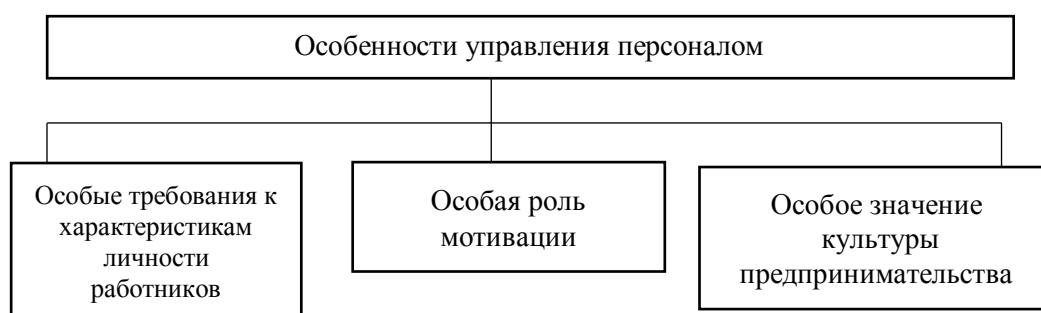 Особенности управления персоналом
Особые требования к
характеристикам
личности
работников
Особая роль
мотивации
Особое значение
культуры
предпринимательства